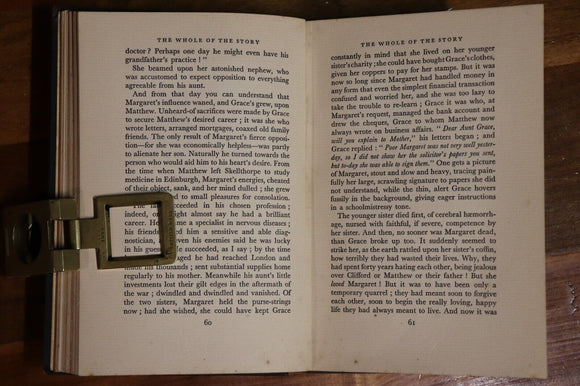 THE WHOLE OF THE STORY
doctor ? Perhaps one day he might even have his
grandfather's practice ! "
She beamed upon her astonished nephew, who
was accustomed to expect opposition to everything
agreeable from his aunt.
And from that day you can understand that
Margaret's influence waned, and Grace's grew, upon
Matthew. Unheard-of sacrifices were made by Grace
to secure Matthew's desired career ; it was she who
wrote letters, arranged mortgages, coaxed old family
friends. The only result of Margaret's fierce opposi-
tion—for she was economically helpless—was partly
to alienate her son. Naturally he turned towards the
person who would aid him to his heart's desire. From
the time when Matthew left Skellthorpe to study
medicine in Edinburgh, Margaret's energies, cheated
of their object, sank, and her mind dulled ; she grew
to small pleasures for consolation.
ceeded in his chosen profession ;
indeed, might almost say he had a brilliant
career. He a specialist in nervous diseases ;
his friends d him a sensitive and able diag-
nostician, ven his enemies said he was lucky
in his gues e succeeded, as I say ; by the time
he had reached London and
made his thousands ; sent substantial supplies home
regularly to his mother. Meanwhile his aunt's little
investments lost their gilt edges in the aftermath of
the war ; dwindled and dwindled and vanished. Of
the two sisters, Margaret held the purse-strings
now ; had she wished, she could have kept Grace
60
THE WHOLE OF THE STORY
constantly in mind that she lived on her younger
sister's charity ; she could have bought Grace's clothes,
given her coppers to pay for her stamps. But it was
now so long since Margaret had handled money in
any form that even the simplest financial transaction
confused and worried her, and she was too lazy to
take the trouble to re-learn ; Grace it was who, at
Margaret's request, managed the bank account and
drew the cheques, Grace to whom Matthew now
always wrote on business affairs. " Dear Aunt Grace,
will you explain to Mother," his letters began ; and
Grace replied : " Poor Margaret was not very well yester-
day, so I did not show her the solicitor's papers you sent,
but to-day she was able to sign them." One gets a picture
of Margaret, stout and slow and heavy, tracing pain-
fully her large, scrawling signature to papers she did
not understand, while the thin, alert Grace hovers
fussily in the background, giving eager instructions
in a schoolmistressy tone.
The younger sister died first, of cerebral hæmorrh-
age, nursed with faithful, if severe, competence by
her sister. And then, no sooner was Margaret dead,
than Grace broke up too. It suddenly seemed to
strike her, as the earth rattled upon her sister's coffin,
how terribly they had wasted their lives. Why, they
had spent forty years hating each other, being jealous
over Clifford or Matthew or their father ! But she
loved Margaret ! But it was to have been only a
temporary quarrel ; they had meant soon to forgive
each other, soon to begin the really loving, happy
life they had always meant to live. And now it was
61